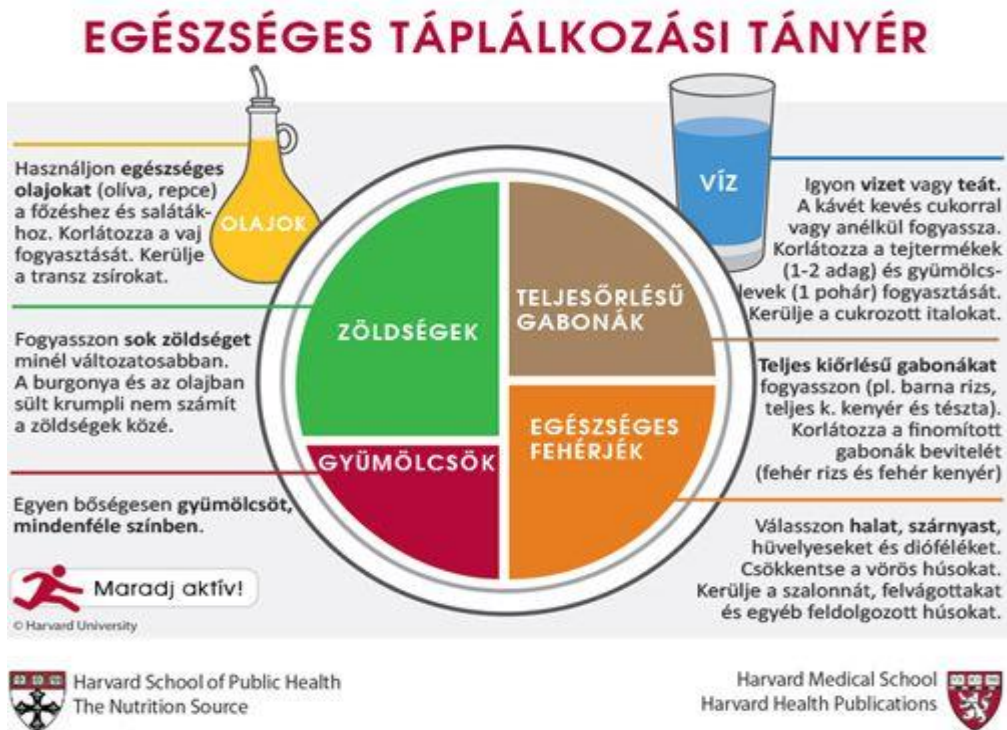 EGÉSZSÉGES TÁPLÁLKOZÁSI TÁNYÉR
Használjon egészséges
olajokat (olíva, repce)
a főzéshez és saláták-
hoz. Korlátozza a vaj
fogyasztását. Kerülje
a transz zsírokat.
OLAJOK
Fogyasszon sok zöldséget
minél változatosabban.
A burgonya és az olajban
sült krumpli nem számít
a zöldségek közé.
Egyen bőségesen gyümölcsöt,
mindenféle színben.
ZÖLDSÉGEK
GYÜMÖLCSÖK
TELJESŐRLÉSŰ
GABONÁK
EGÉSZSÉGES
FEHÉRJÉK
VÍZ
Igyon vizet vagy teát.
A kávét kevés cukorral
vagy anélkül fogyassza.
Korlátozza a tejtermékek
(1-2 adag) és gyümölcs-
levek (1 pohár) fogyasztását.
Kerülje a cukrozott italokat.
Teljes kiőrlésű gabonákat
fogyasszon (pl. barna rizs,
teljes k. kenyér és tészta).
Korlátozza a finomított
gabonák bevitelét
(fehér rizs és fehér kenyér)
Válasszon halat, szárnyast,
hüvelyeseket és dióféléket.
Csökkentse a vörös húsokat.
Kerülje a szalonnát, felvágottakat
és egyéb feldolgozott húsokat.
Maradj aktív!
© Harvard University
Harvard School of Public Health
The Nutrition Source
Harvard Medical School
Harvard Health Publications